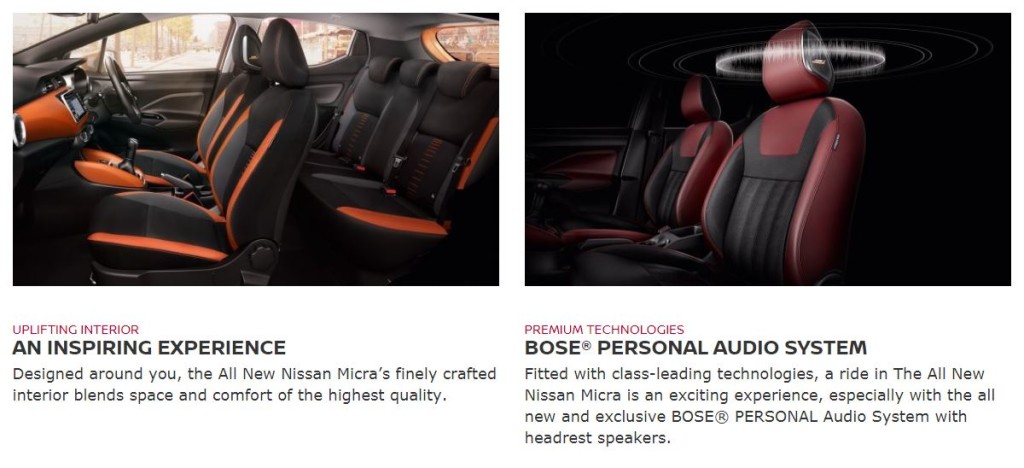 UPLIFTING INTERIOR
AN INSPIRING EXPERIENCE
Designed around you, the All New Nissan Micra’s finely crafted
interior blends space and comfort of the highest quality.
PREMIUM TECHNOLOGIES
BOSE® PERSONAL AUDIO SYSTEM
Fitted with class-leading technologies, a ride in The All New
Nissan Micra is an exciting experience, especially with the all
new and exclusive BOSE® PERSONAL Audio System with
headrest speakers.